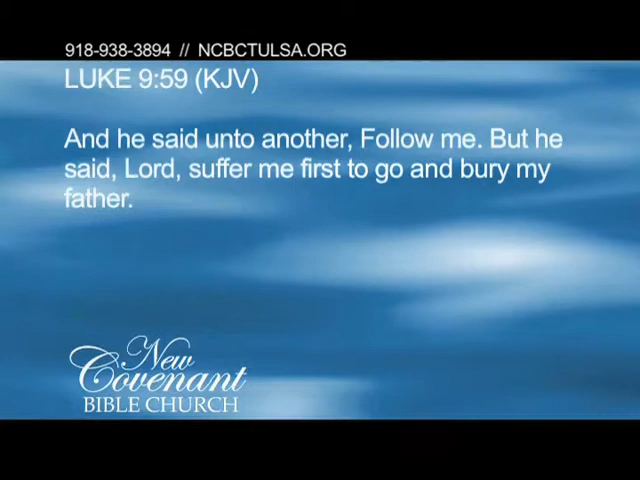 918-938-3894 // NCBCTULSA.ORG
LUKE 9:59 (KJV)
And he said unto another, Follow me. But he
said, Lord, suffer me first to go and bury my
father.
New
Covenant
BIBLE CHURCH